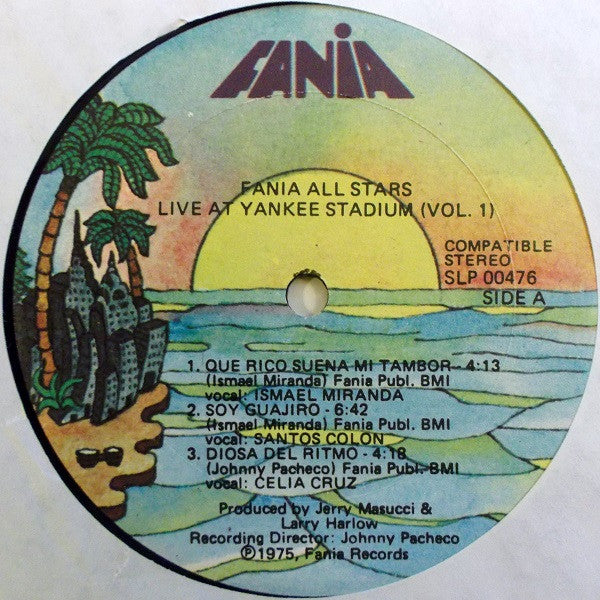 FANIA
FANIA ALL STARS
LIVE AT YANKEE STADIUM (VOL. 1)
COMPATIBLE
STEREO
SLP 00476
SIDE A
1. QUE RICO SUENA MI TAMBOR - 4:13
(Ismael Miranda) Fania Publ. BMI
vocal: ISMAEL MIRANDA
2. SOY GUAJIRO - 6:42
(Ismael Miranda) Fania Publ. BMI
vocal: SANTOS COLON
3. DIOSA DEL RITMO - 4:18
(Johnny Pacheco) Fania Publ. BMI
vocal: CELIA CRUZ
Produced by Jerry Masucci &
Larry Harlow
Recording Director: Johnny Pacheco
℗1975, Fania Records